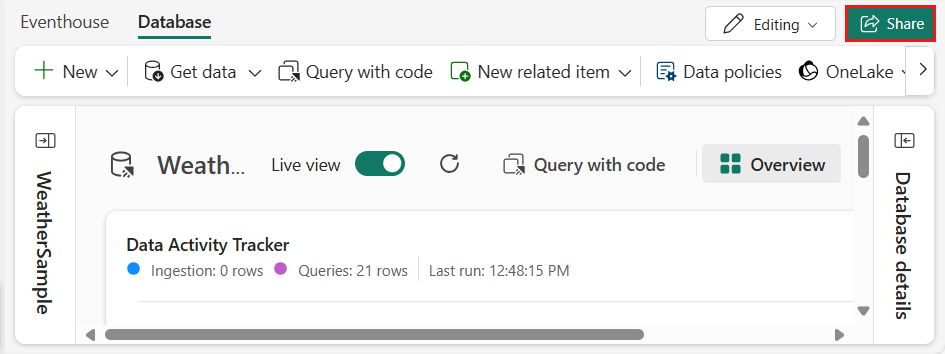 Eventhouse Database Editing Share
New Get data Query with code New related item Data policies OneLake
WeatherSample
Weath... Live view Query with code Overview
Data Activity Tracker
Ingestion: 0 rows Queries: 21 rows Last run: 12:48:15 PM
Database details